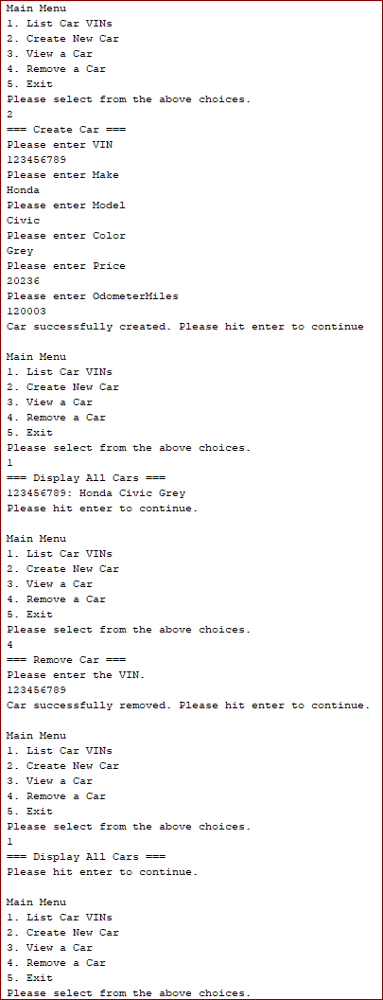 Main Menu
1. List Car VINs
2. Create New Car
3. View a Car
4. Remove a Car
5. Exit
Please select from the above choices.
2
=== Create Car ===
Please enter VIN
123456789
Please enter Make
Honda
Please enter Model
Civic
Please enter Color
Grey
Please enter Price
20236
Please enter OdometerMiles
120003
Car successfully created. Please hit enter to continue
Main Menu
1. List Car VINs
2. Create New Car
3. View a Car
4. Remove a Car
5. Exit
Please select from the above choices.
1
=== Display All Cars ===
123456789: Honda Civic Grey
Please hit enter to continue.
Main Menu
1. List Car VINs
2. Create New Car
3. View a Car
4. Remove a Car
5. Exit
Please select from the above choices.
4
=== Remove Car ===
Please enter the VIN.
123456789
Car successfully removed. Please hit enter to continue.
Main Menu
1. List Car VINs
2. Create New Car
3. View a Car
4. Remove a Car
5. Exit
Please select from the above choices.
1
=== Display All Cars ===
Please hit enter to continue.
Main Menu
1. List Car VINs
2. Create New Car
3. View a Car
4. Remove a Car
5. Exit
Please select from the above choices.